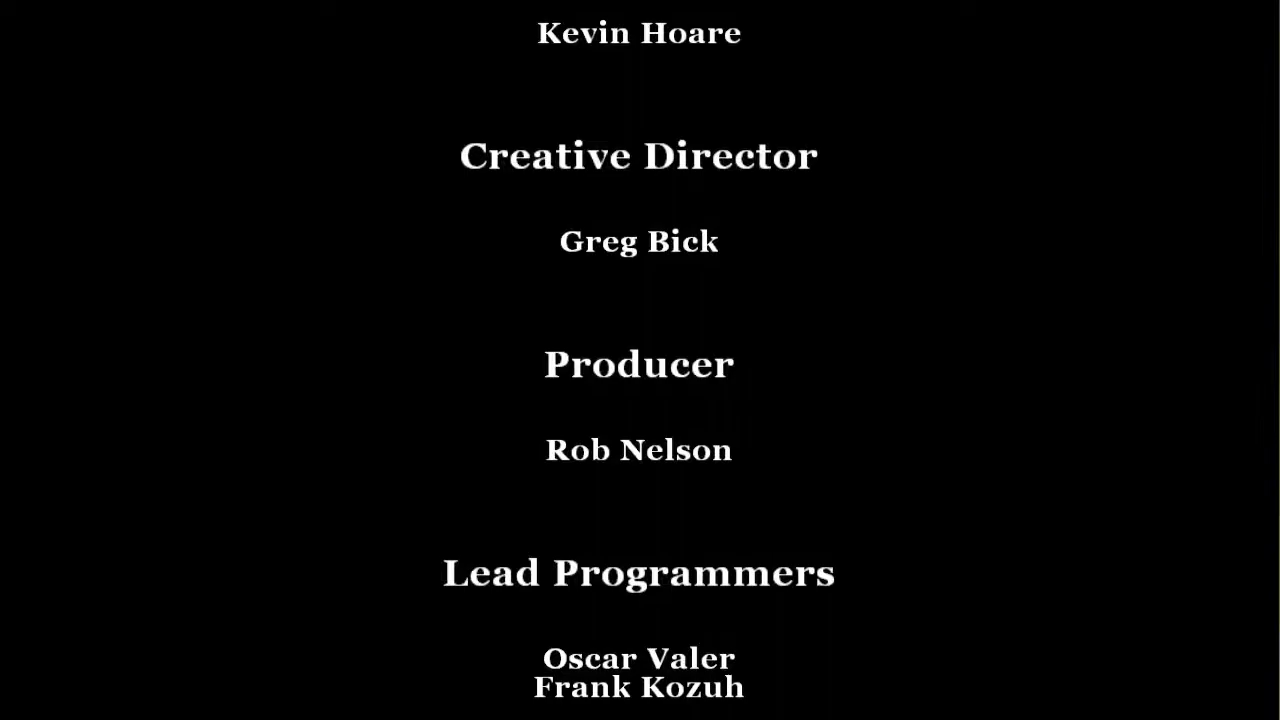 Kevin Hoare
Creative Director
Greg Bick
Producer
Rob Nelson
Lead Programmers
Oscar Valer
Frank Kozuh